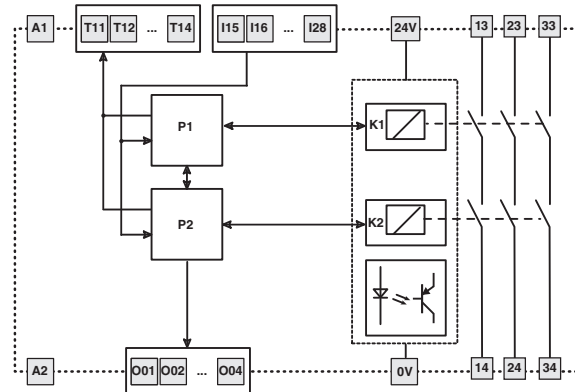 A1 T11 T12 ... T14 I15 I16 ... I28 24V 13 23 33
P1 K1
P2 K2
A2 O01 O02 ... O04 0V 14 24 34